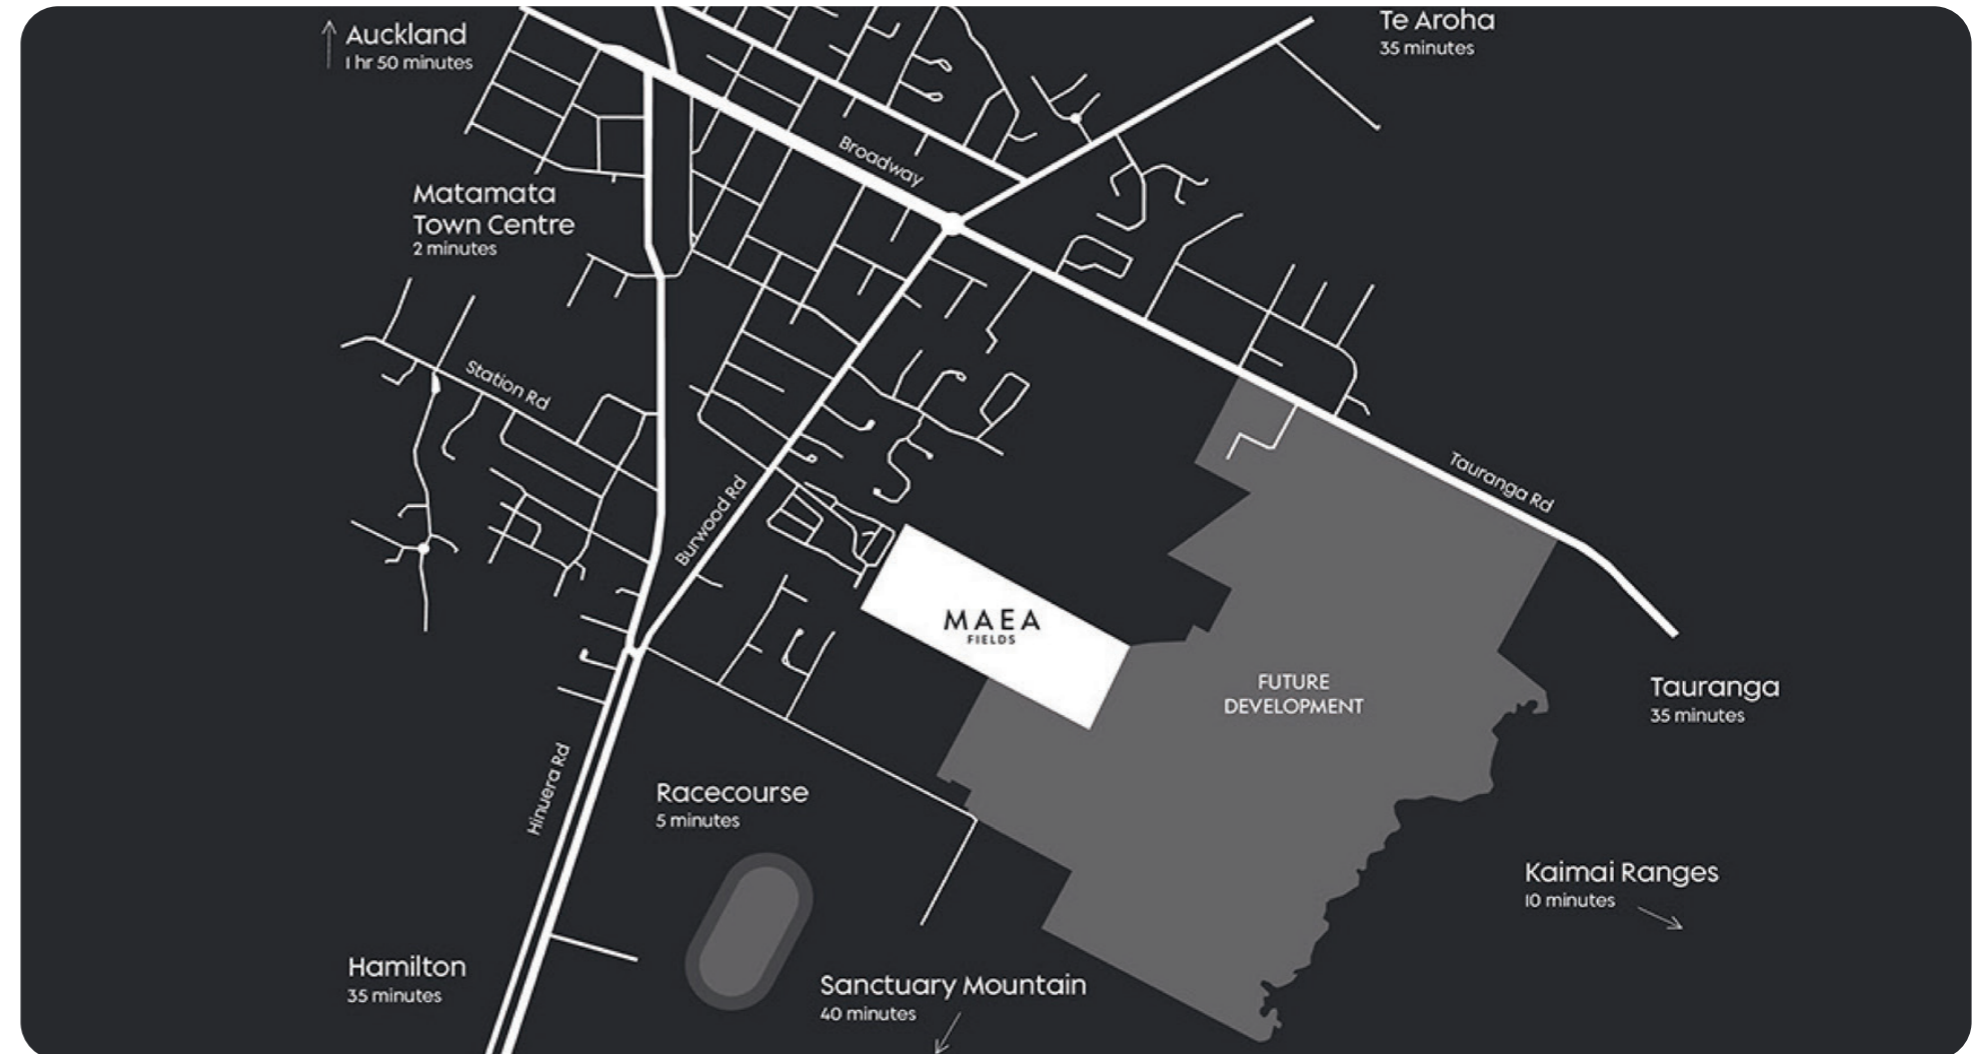 Auckland
1 hr 50 minutes
Te Aroha
35 minutes
Broadway
Matamata
Town Centre
2 minutes
Station Rd
Burwood Rd
Tauranga Rd
MAEA
FIELDS
FUTURE
DEVELOPMENT
Tauranga
35 minutes
Hinuera Rd
Racecourse
5 minutes
Kaimai Ranges
10 minutes
Hamilton
35 minutes
Sanctuary Mountain
40 minutes